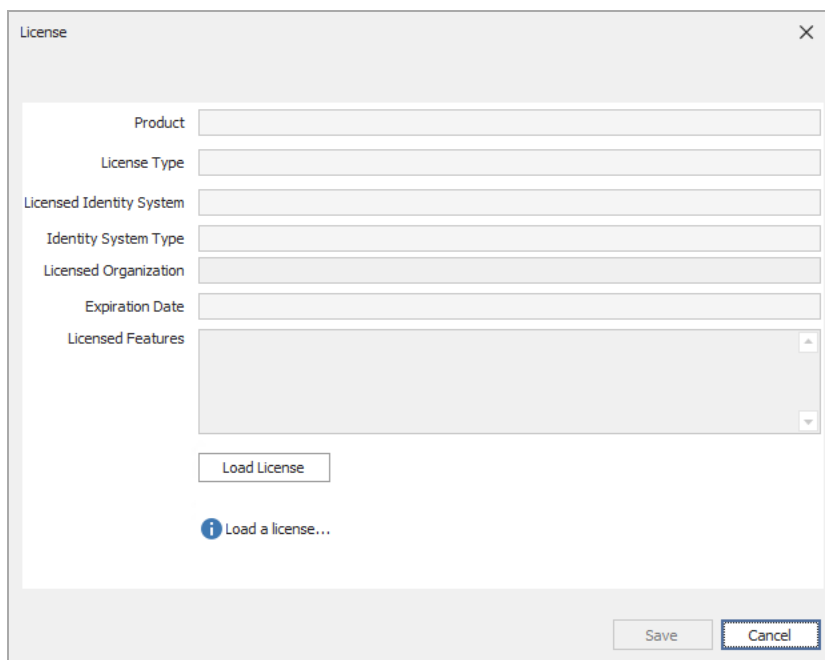 License
Product
License Type
Licensed Identity System
Identity System Type
Licensed Organization
Expiration Date
Licensed Features
Load License
Load a license...
Save
Cancel